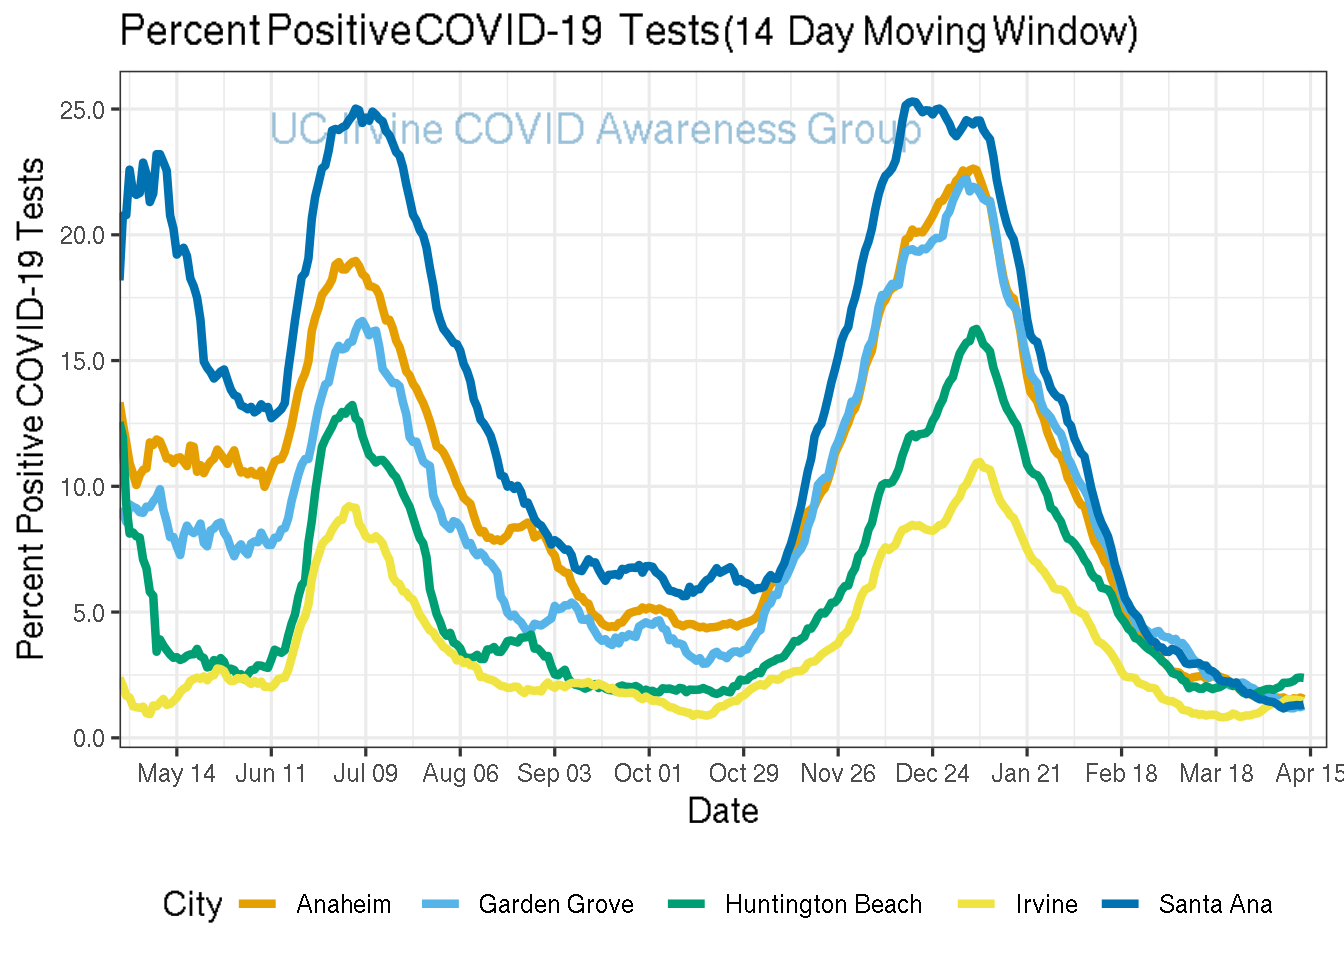 Percent Positive COVID-19 Tests (14 Day Moving Window)
UC Irvine COVID Awareness Group
Percent Positive COVID-19 Tests
25.0
20.0
15.0
10.0
5.0
0.0
May 14 Jun 11 Jul 09 Aug 06 Sep 03 Oct 01 Oct 29 Nov 26 Dec 24 Jan 21 Feb 18 Mar 18 Apr 15
Date
City Anaheim Garden Grove Huntington Beach Irvine Santa Ana